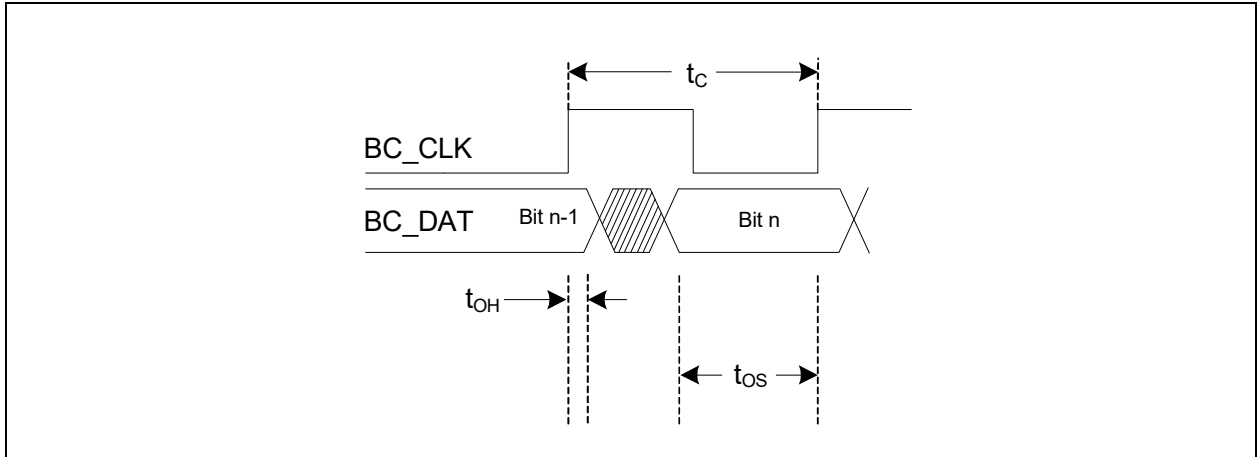 tC
BC_CLK
BC_DAT
Bit n-1
Bit n
tOH
tOS